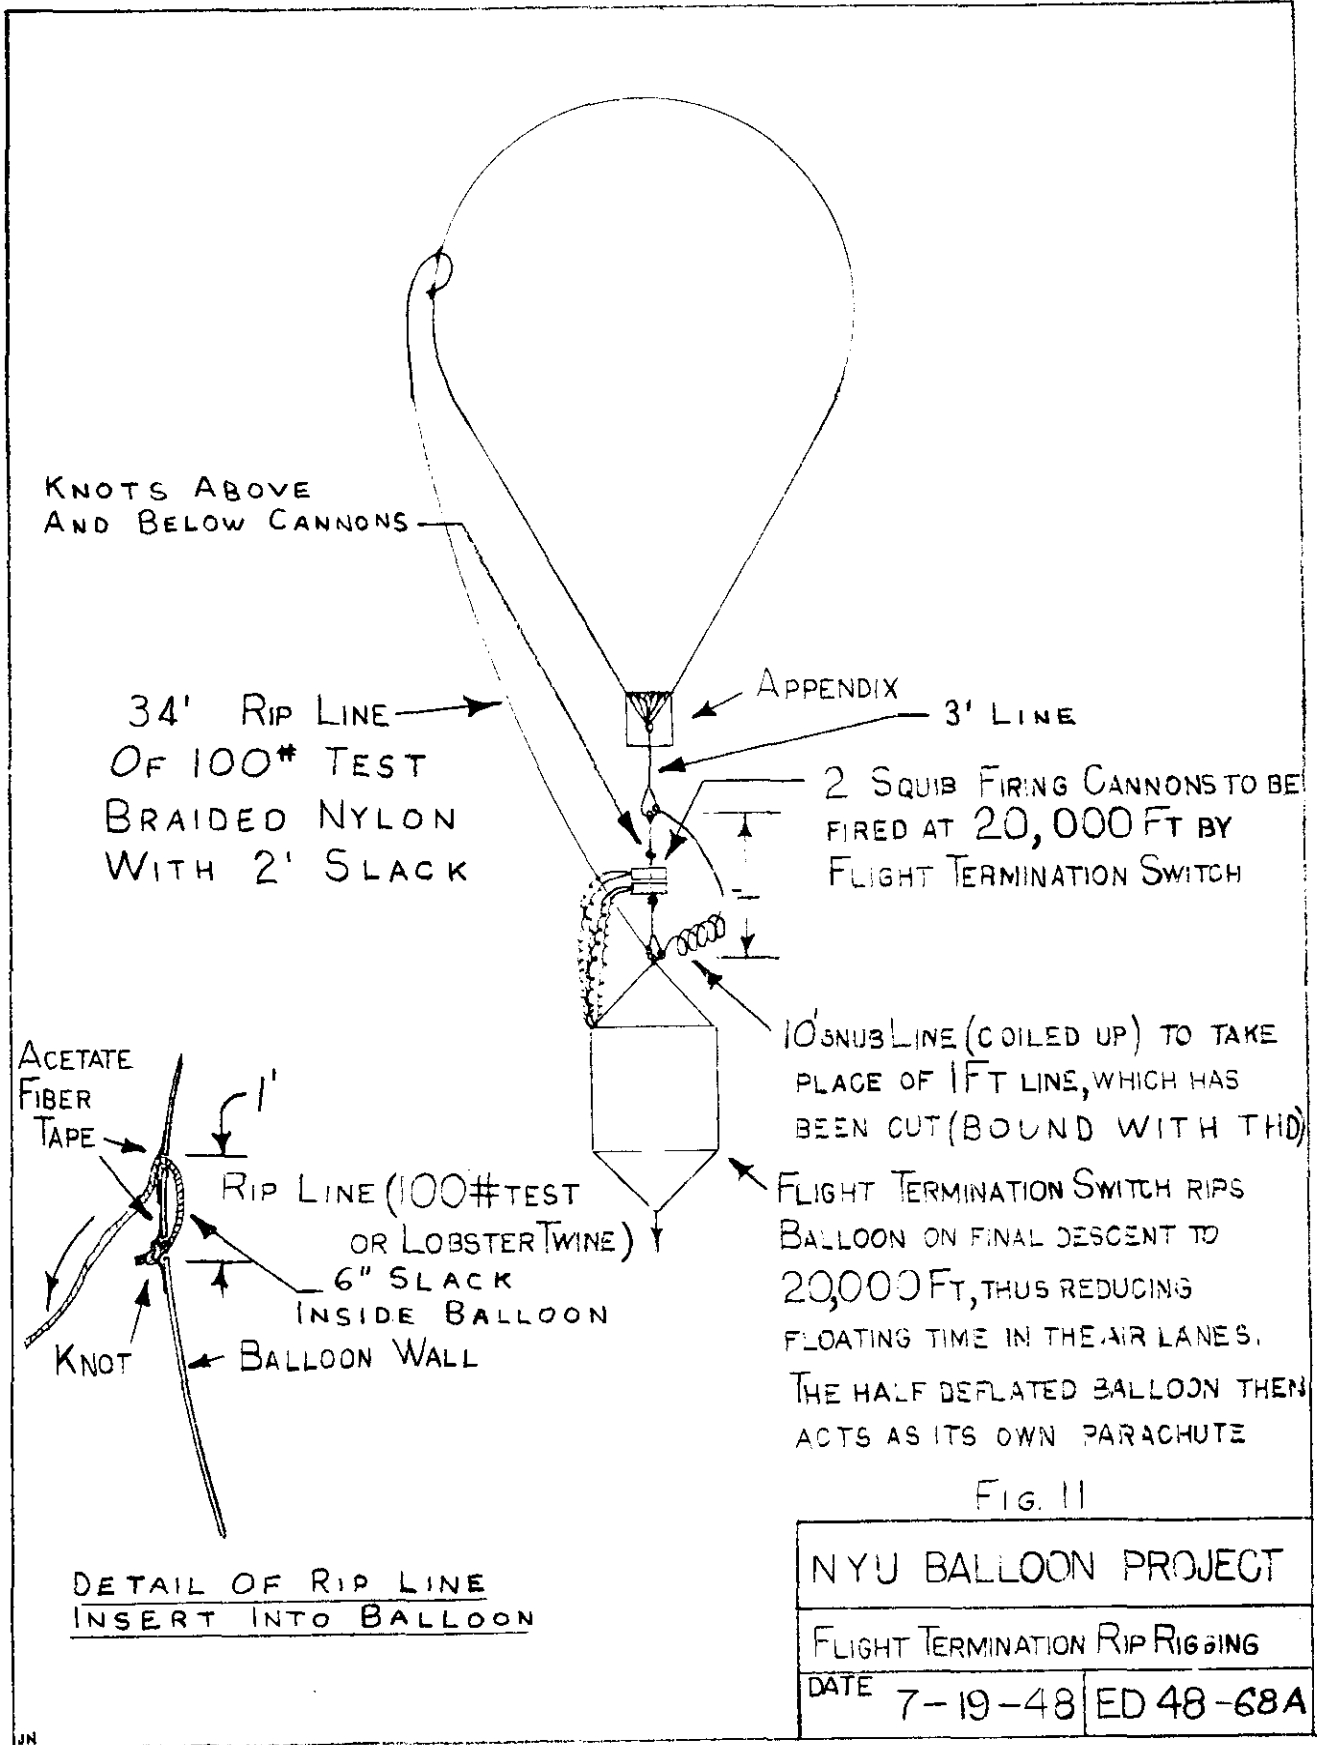 KNOTS ABOVE
AND BELOW CANNONS
34' RIP LINE
OF 100# TEST
BRAIDED NYLON
WITH 2' SLACK
APPENDIX
3' LINE
2 SQUIB FIRING CANNONS TO BE
FIRED AT 20,000 FT BY
FLIGHT TERMINATION SWITCH
10' SNUB LINE (COILED UP) TO TAKE
PLACE OF 1 FT LINE, WHICH HAS
BEEN CUT (BOUND WITH THD)
FLIGHT TERMINATION SWITCH RIPS
BALLOON ON FINAL DESCENT TO
20,000 FT, THUS REDUCING
FLOATING TIME IN THE AIR LANES.
THE HALF DEFLATED BALLOON THEN
ACTS AS ITS OWN PARACHUTE
ACETATE
FIBER
TAPE
1'
RIP LINE (100# TEST
OR LOBSTER TWINE)
6" SLACK
INSIDE BALLOON
KNOT
BALLOON WALL
DETAIL OF RIP LINE
INSERT INTO BALLOON
FIG. 11
NYU BALLOON PROJECT
FLIGHT TERMINATION RIP RIGGING
DATE 7-19-48
ED 48-68A
JN